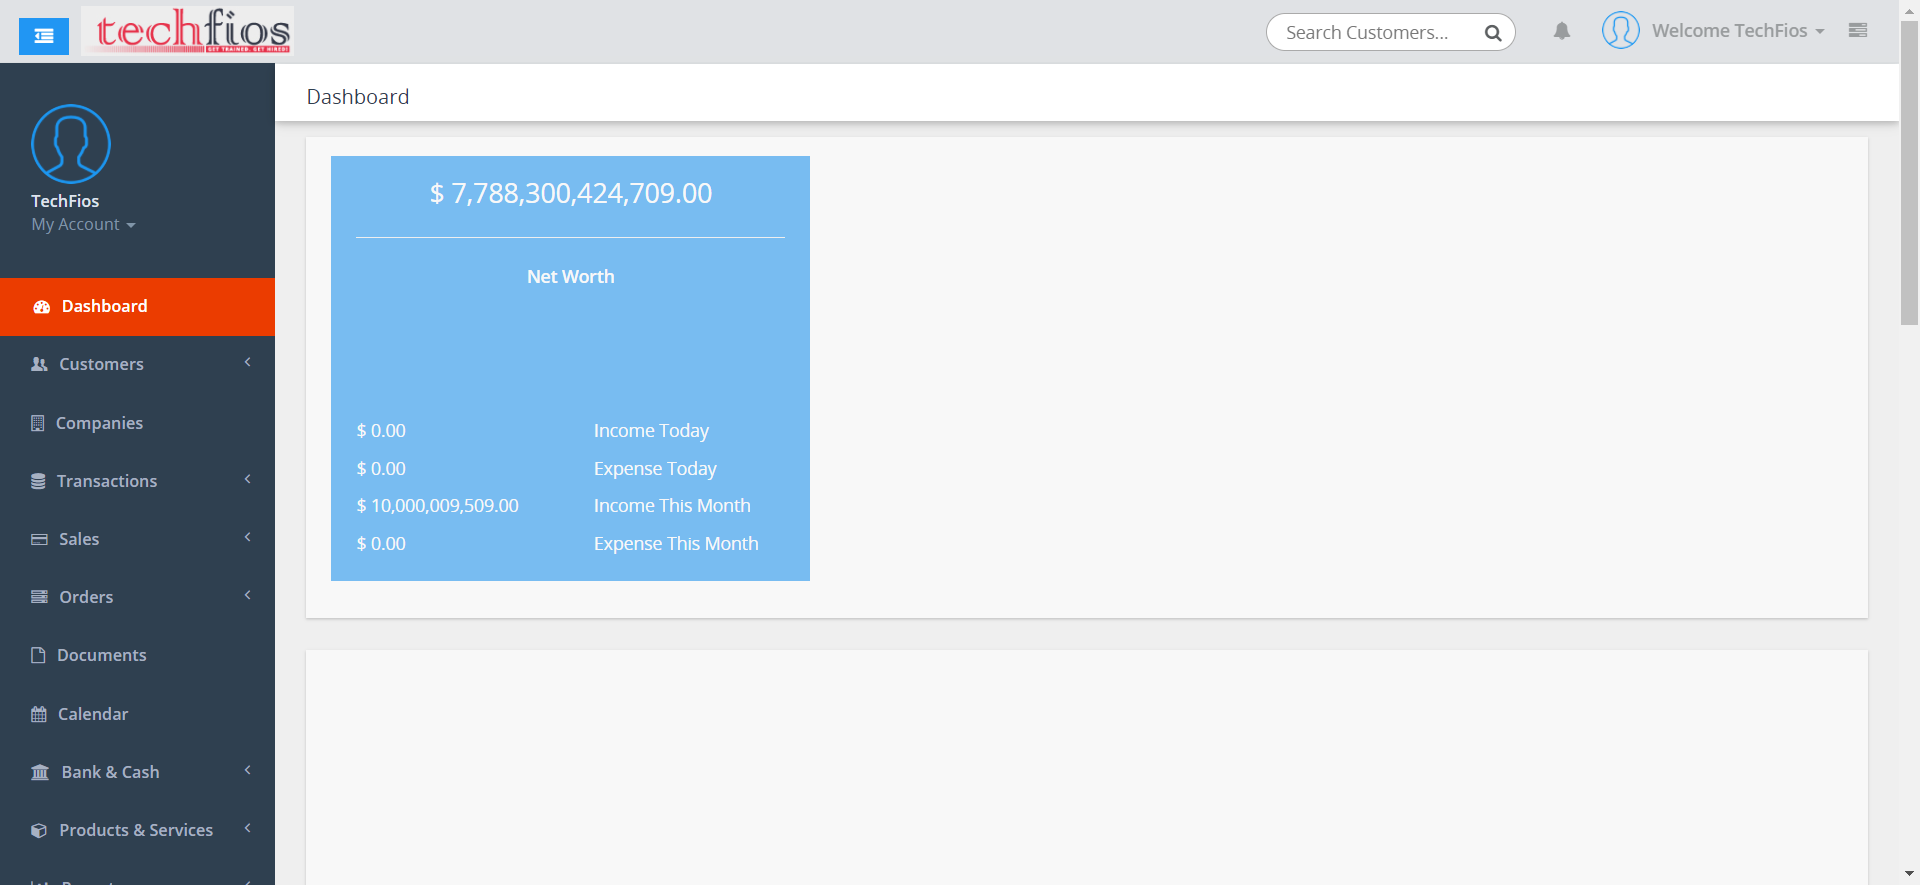 techfios
GET TRAINED. GET HIRED!
Search Customers...
Welcome TechFios
TechFios
My Account
Dashboard
Customers
Companies
Transactions
Sales
Orders
Documents
Calendar
Bank & Cash
Products & Services
Dashboard
$ 7,788,300,424,709.00
Net Worth
$ 0.00 Income Today
$ 0.00 Expense Today
$ 10,000,009,509.00 Income This Month
$ 0.00 Expense This Month